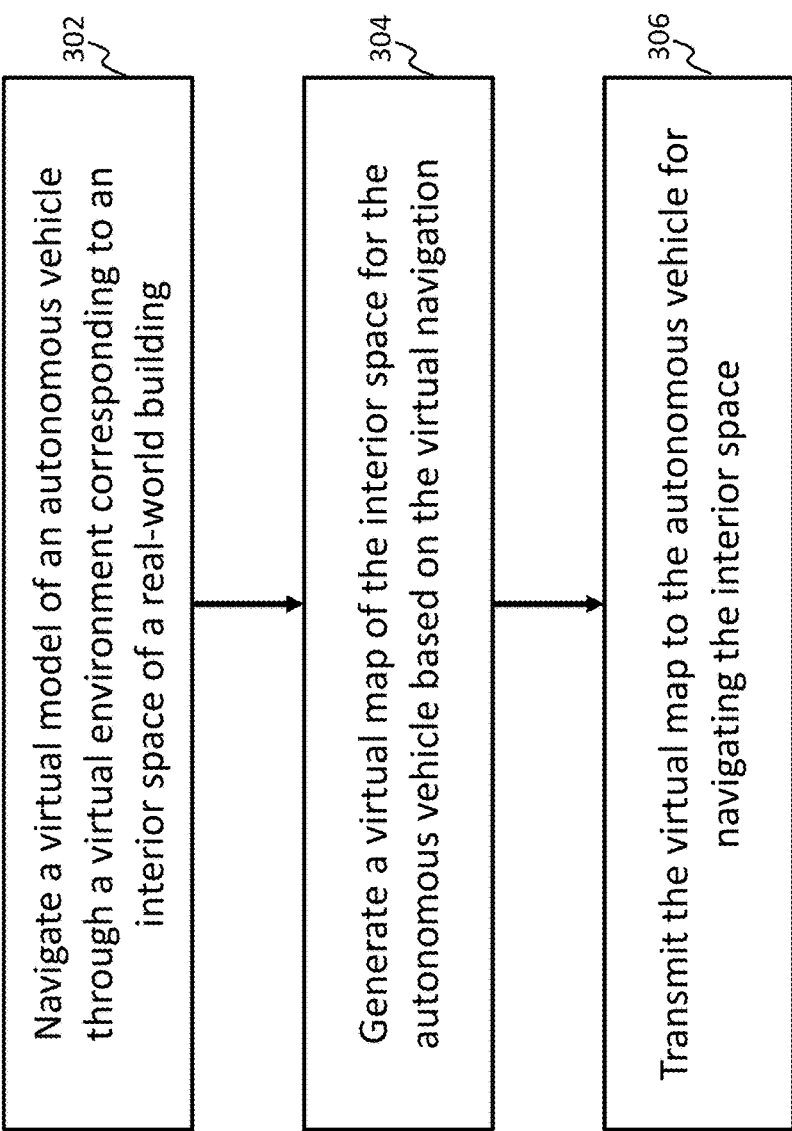 Navigate a virtual model of an autonomous vehicle
through a virtual environment corresponding to an
interior space of a real-world building
302
Generate a virtual map of the interior space for the
autonomous vehicle based on the virtual navigation
304
Transmit the virtual map to the autonomous vehicle for
navigating the interior space
306